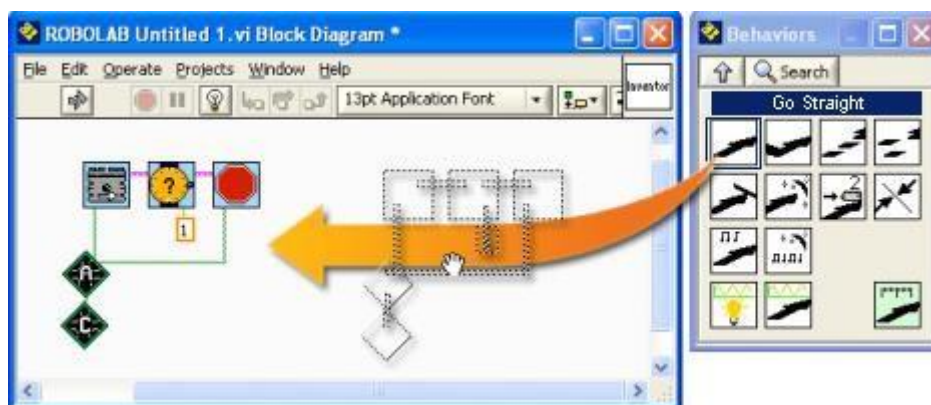 ROBOLAB Untitled 1.vi Block Diagram *
File Edit Operate Projects Window Help
13pt Application Font
Inventor
?
1
A
C
Behaviors
Search
Go Straight
2